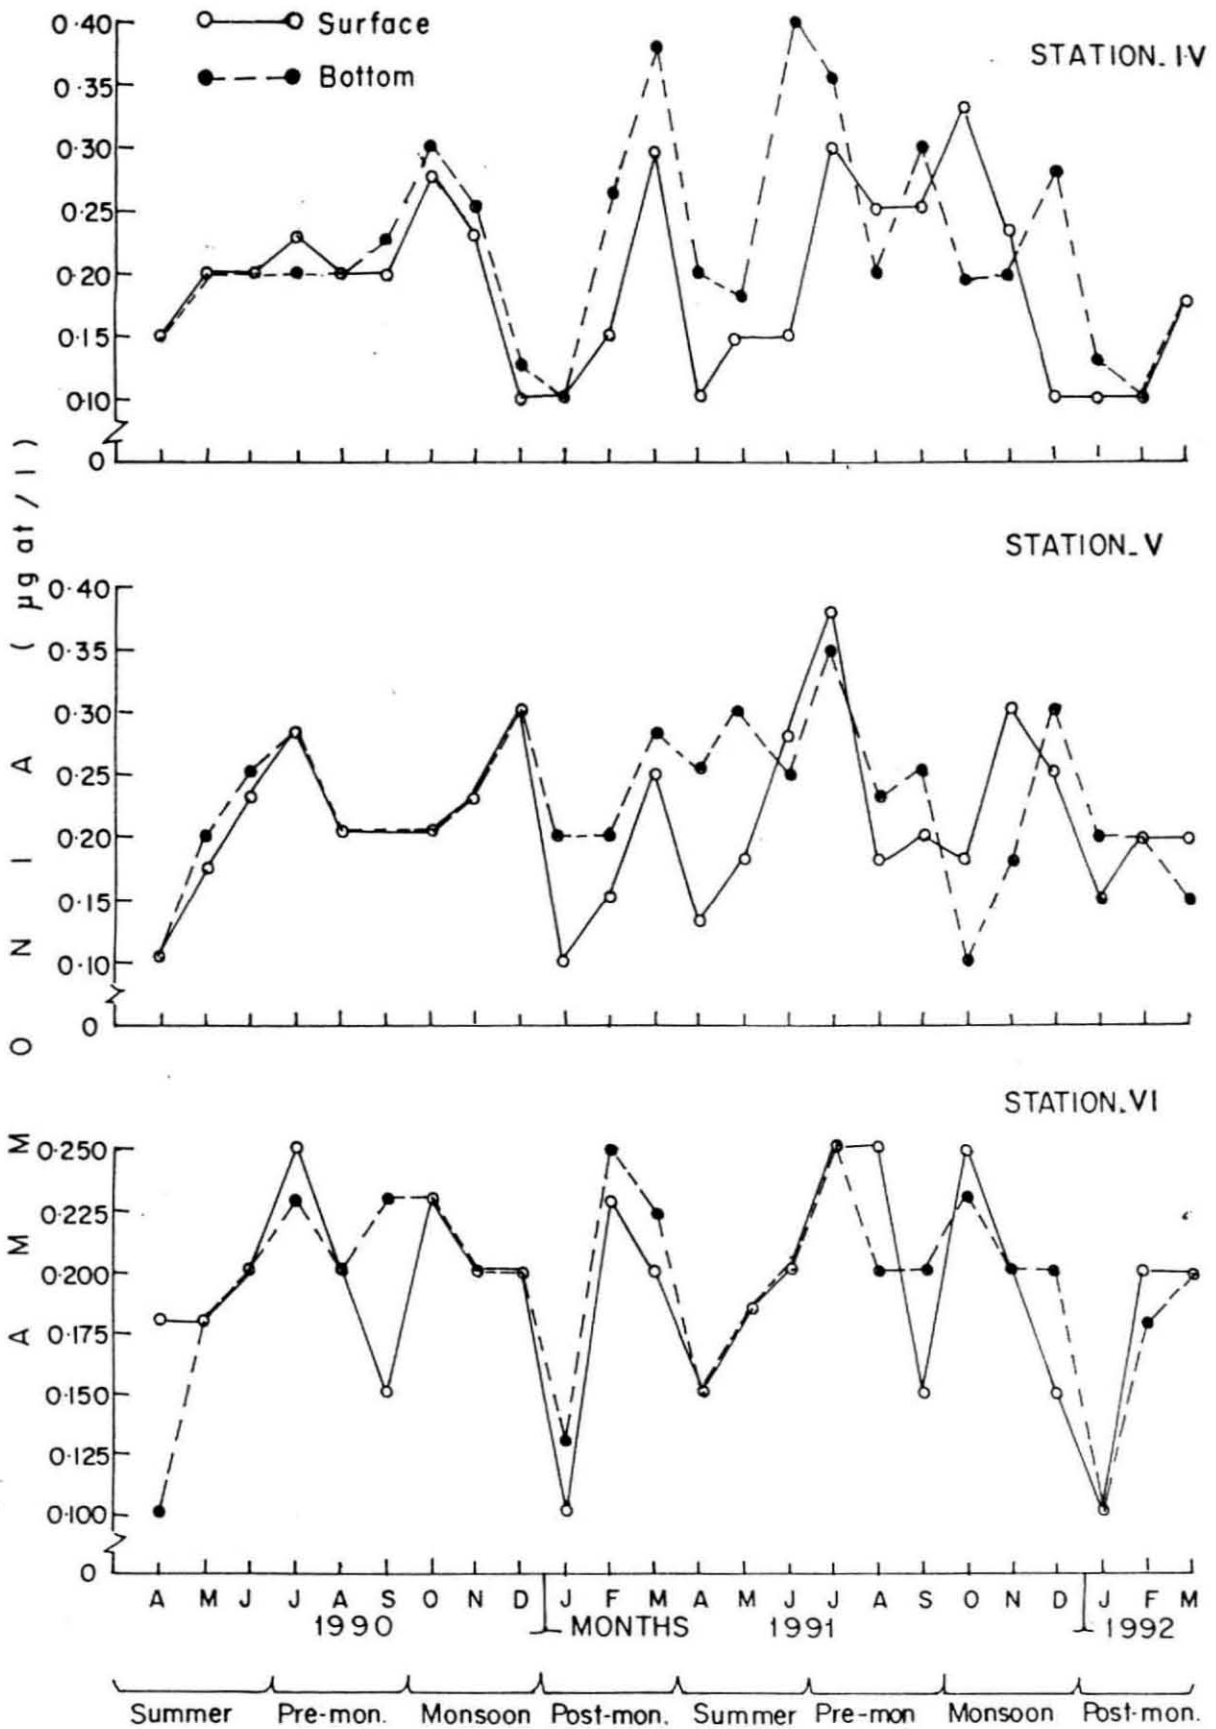 Surface
Bottom
STATION_ IV
0·40
0·35
0·30
0·25
0·20
0·15
0·10
0
STATION_ V
0·40
0·35
0·30
0·25
0·20
0·15
0·10
0
STATION_ VI
0·250
0·225
0·200
0·175
0·150
0·125
0·100
0
AMMONIA (µg at/l)
A M J J A S O N D J F M A M J J A S O N D J F M
1990 MONTHS 1991 1992
Summer Pre-mon. Monsoon Post-mon. Summer Pre-mon Monsoon Post-mon.